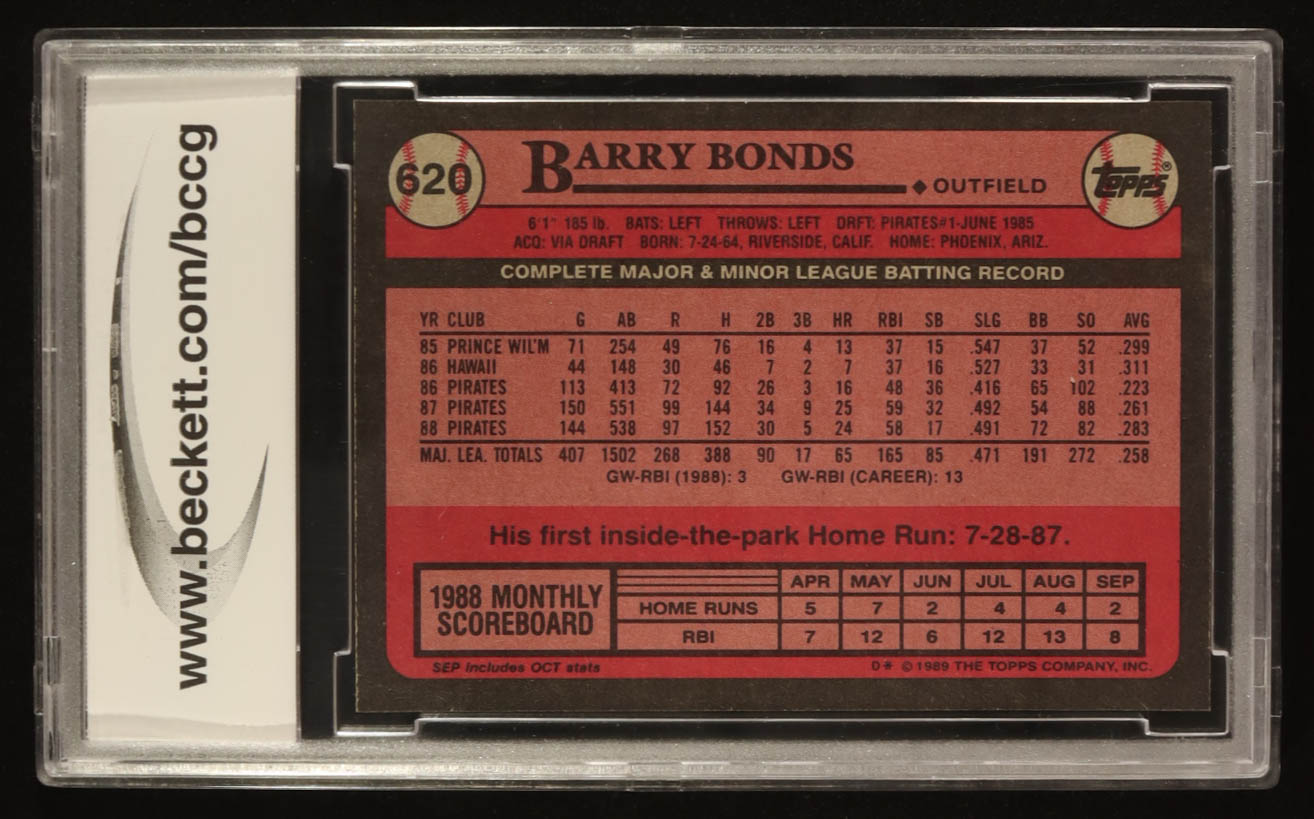 www.beckett.com/bccg
620 BARRY BONDS
OUTFIELD
TOPPS®
6'1" 185 lb. BATS: LEFT THROWS: LEFT DRFT: PIRATES#1-JUNE 1985
ACQ: VIA DRAFT BORN: 7-24-64, RIVERSIDE, CALIF. HOME: PHOENIX, ARIZ.
COMPLETE MAJOR & MINOR LEAGUE BATTING RECORD
YR CLUB G AB R H 2B 3B HR RBI SB SLG BB SO AVG
85 PRINCE WIL'M 71 254 49 76 16 4 13 37 15 .547 37 52 .299
86 HAWAII 44 148 30 46 7 2 7 37 16 .527 33 31 .311
86 PIRATES 113 413 72 92 26 3 16 48 36 .416 65 102 .223
87 PIRATES 150 551 99 144 34 9 25 59 32 .492 54 88 .261
88 PIRATES 144 538 97 152 30 5 24 58 17 .491 72 82 .283
MAJ. LEA. TOTALS 407 1502 268 388 90 17 65 165 85 .471 191 272 .258
GW-RBI (1988): 3 GW-RBI (CAREER): 13
His first inside-the-park Home Run: 7-28-87.
1988 MONTHLY
SCOREBOARD
APR MAY JUN JUL AUG SEP
HOME RUNS 5 7 2 4 4 2
RBI 7 12 6 12 13 8
SEP includes OCT stats
D* © 1989 THE TOPPS COMPANY, INC.